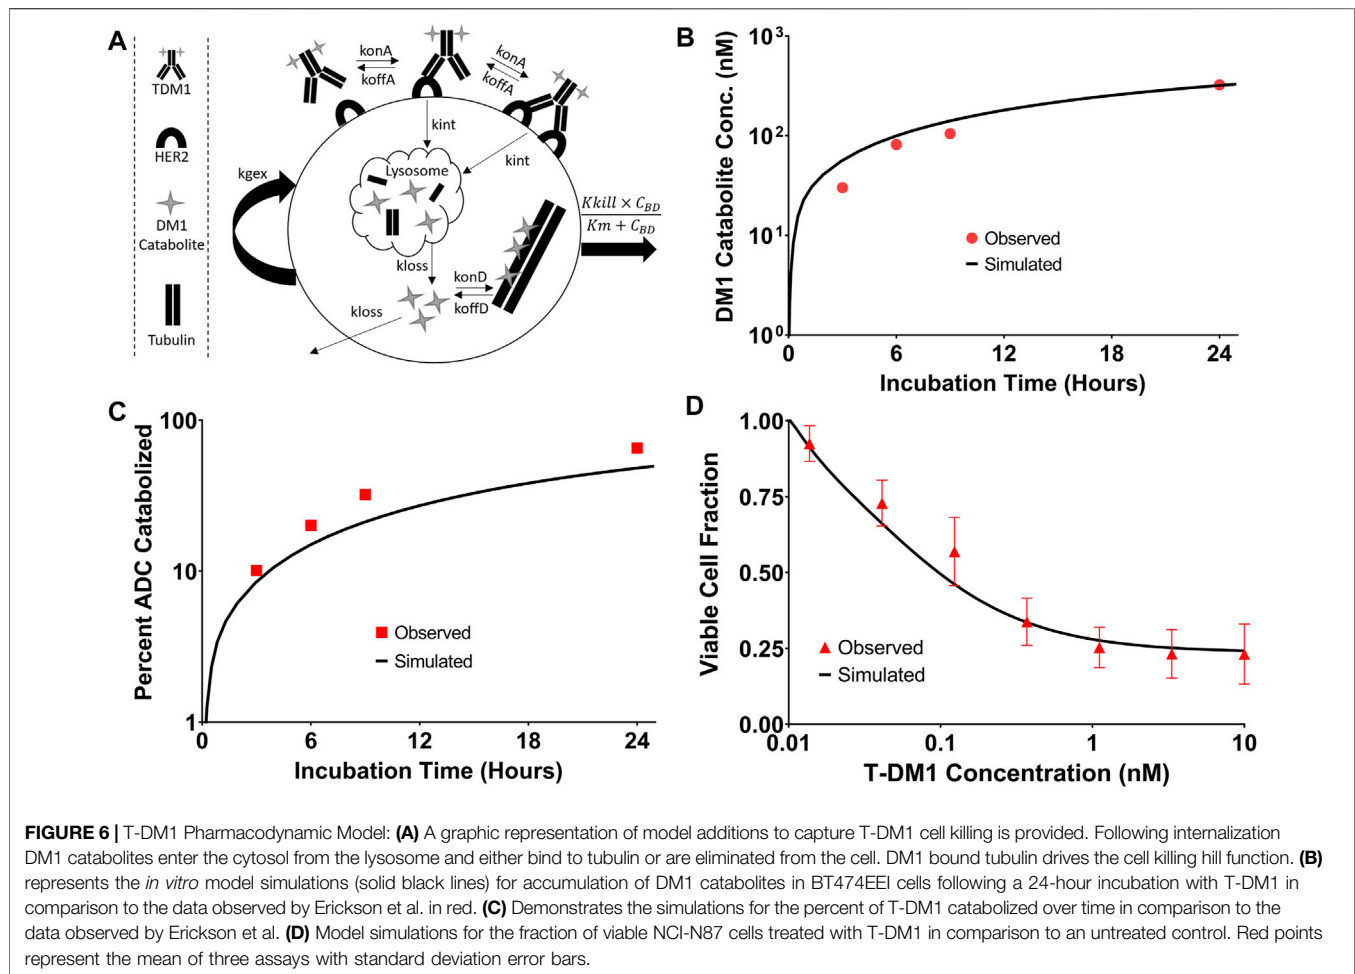 A
TDM1
HER2
DM1
Catabolite
Tubulin
konA
koffA
konA
koffA
kint
kint
Lysosome
kgex
kloss
konD
koffD
kloss
Kkill × C_BD
Km + C_BD
B
DM1 Catabolite Conc. (nM)
10³
10²
10¹
10⁰
0 6 12 18 24
Incubation Time (Hours)
Observed
Simulated
C
Percent ADC Catabolized
100
10
1
0 6 12 18 24
Incubation Time (Hours)
Observed
Simulated
D
Viable Cell Fraction
1.00
0.75
0.50
0.25
0.00
0.01 0.1 1 10
T-DM1 Concentration (nM)
Observed
Simulated
FIGURE 6 | T-DM1 Pharmacodynamic Model: (A) A graphic representation of model additions to capture T-DM1 cell killing is provided. Following internalization
DM1 catabolites enter the cytosol from the lysosome and either bind to tubulin or are eliminated from the cell. DM1 bound tubulin drives the cell killing hill function. (B)
represents the in vitro model simulations (solid black lines) for accumulation of DM1 catabolites in BT474EEI cells following a 24-hour incubation with T-DM1 in
comparison to the data observed by Erickson et al. in red. (C) Demonstrates the simulations for the percent of T-DM1 catabolized over time in comparison to the
data observed by Erickson et al. (D) Model simulations for the fraction of viable NCI-N87 cells treated with T-DM1 in comparison to an untreated control. Red points
represent the mean of three assays with standard deviation error bars.